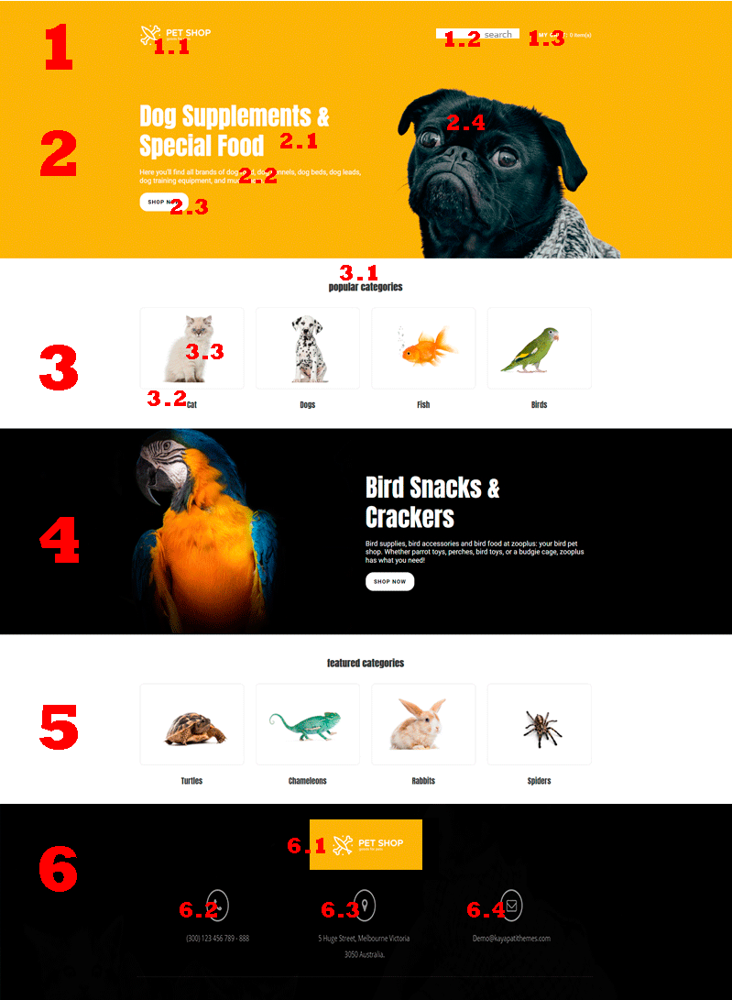 1
PET SHOP
1.1
1.2
search
1.3
MY
0 item(s)
2
Dog Supplements &
Special Food
2.1
2.4
Here you'll find all brands of dog dog kennels, dog beds, dog leads,
2.2
dog training equipment, and much
SHOP NOW
2.3
3.1
popular categories
3
3.3
3.2
Cat
Dogs
Fish
Birds
4
Bird Snacks &
Crackers
Bird supplies, bird accessories and bird food at zooplus: your bird pet
shop. Whether parrot toys, perches, bird toys, or a budgie cage, zooplus
has what you need!
SHOP NOW
featured categories
5
Turtles
Chameleons
Rabbits
Spiders
6
6.1
PET SHOP
goods for pets
6.2
6.3
6.4
(300) 123 456 789 - 888
5 Huge Street, Melbourne Victoria
3050 Australia.
Demo@kayapatithemes.com